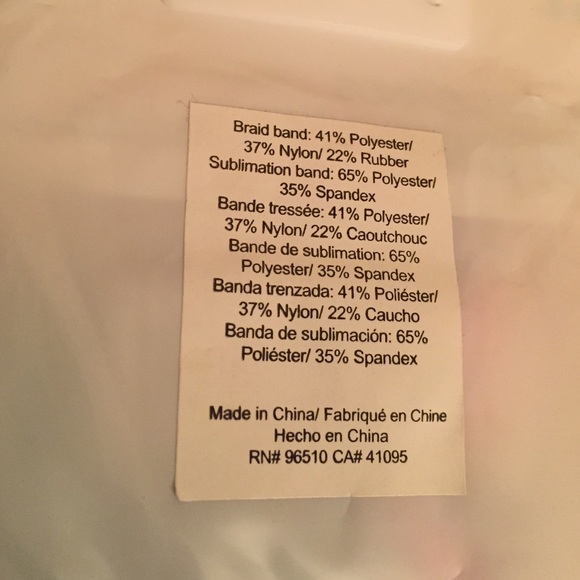 Braid band: 41% Polyester/
37% Nylon/ 22% Rubber
Sublimation band: 65% Polyester/
35% Spandex
Bande tressée: 41% Polyester/
37% Nylon/ 22% Caoutchouc
Bande de sublimation: 65%
Polyester/ 35% Spandex
Banda trenzada: 41% Poliéster/
37% Nylon/ 22% Caucho
Banda de sublimación: 65%
Poliéster/ 35% Spandex
Made in China/ Fabriqué en Chine
Hecho en China
RN# 96510 CA# 41095